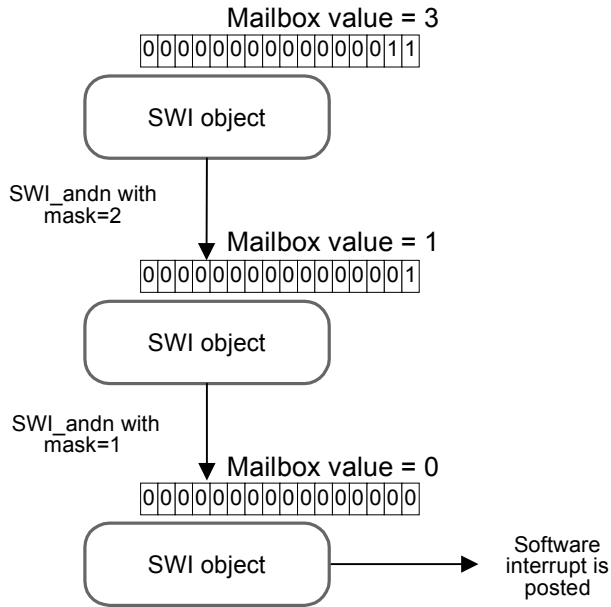 Mailbox value = 3
0000000000000011
SWI object
SWI_andn with
mask=2
Mailbox value = 1
0000000000000001
SWI object
SWI_andn with
mask=1
Mailbox value = 0
0000000000000000
SWI object
Software
interrupt is
posted